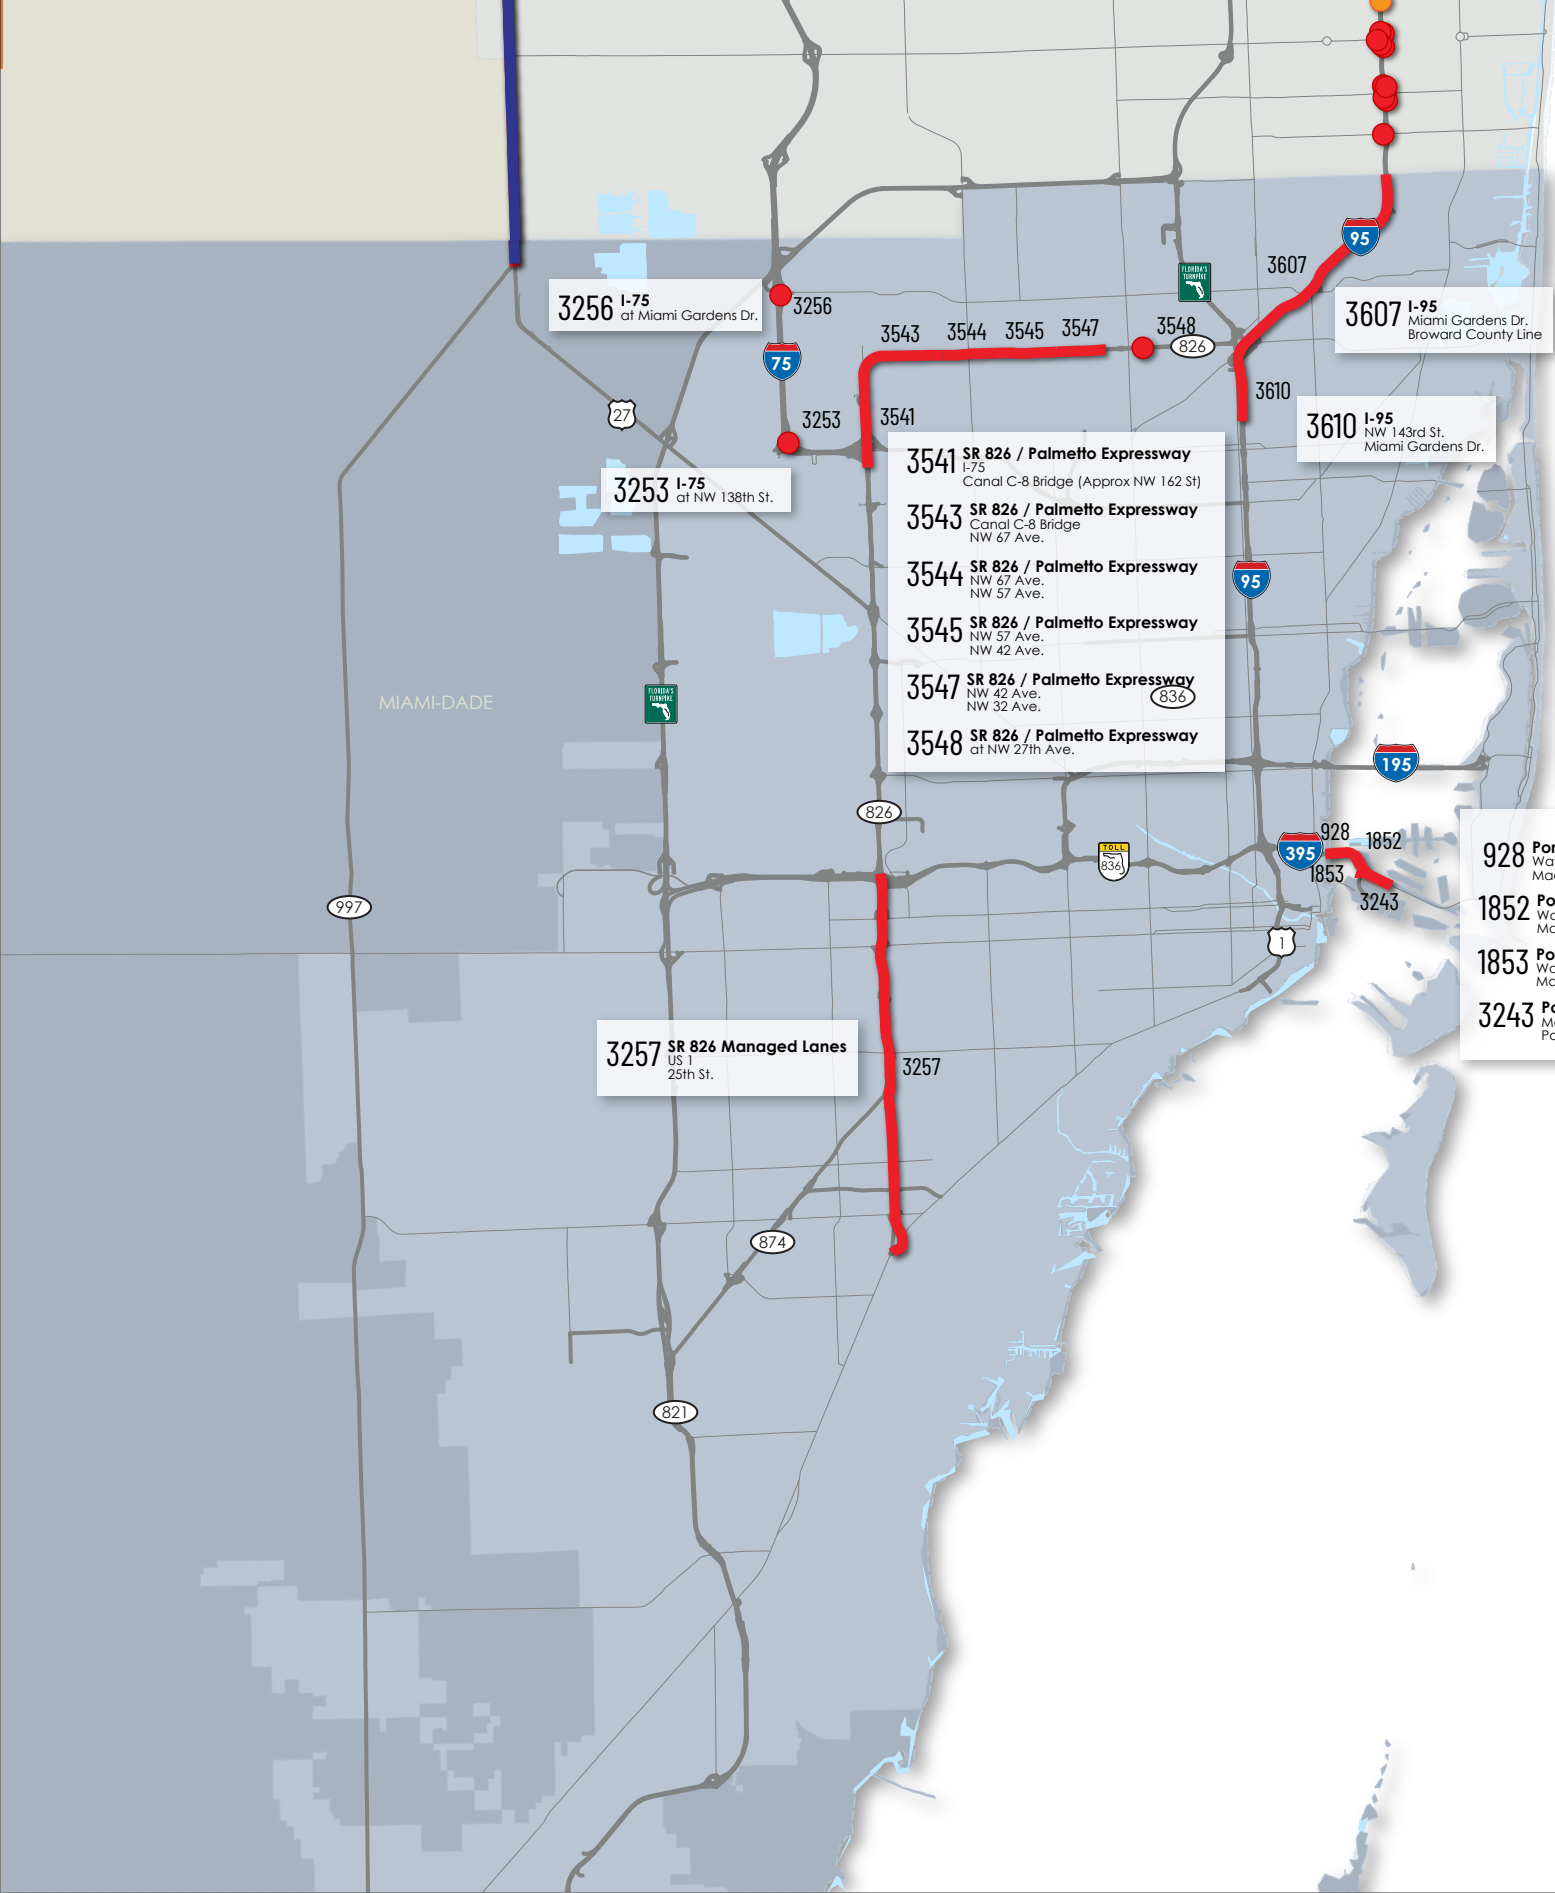 95
3607
FLORIDA'S
TURNPIKE
3256 I-75
at Miami Gardens Dr.
3256
3607 I-95
Miami Gardens Dr.
Broward County Line
3543
3544
3545
3547
3548
826
75
3610
27
3253
3541
3610 I-95
NW 143rd St.
Miami Gardens Dr.
3253 I-75
at NW 138th St.
3541 SR 826 / Palmetto Expressway
I-75
Canal C-8 Bridge (Approx NW 162 St)
3543 SR 826 / Palmetto Expressway
Canal C-8 Bridge
NW 67 Ave.
3544 SR 826 / Palmetto Expressway
NW 67 Ave.
NW 57 Ave.
95
3545 SR 826 / Palmetto Expressway
NW 57 Ave.
NW 42 Ave.
3547 SR 826 / Palmetto Expressway
NW 42 Ave.
NW 32 Ave.
836
3548 SR 826 / Palmetto Expressway
at NW 27th Ave.
FLORIDA'S
TURNPIKE
MIAMI-DADE
195
826
928
1852
395
1853
3243
TOLL
836
928
1852
1853
3243
997
1
3257 SR 826 Managed Lanes
US 1
25th St.
3257
874
821